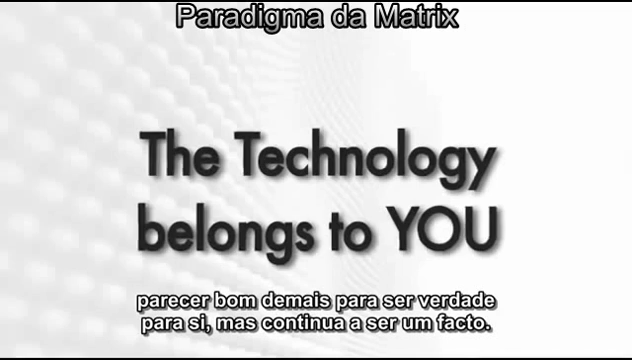 Paradigma da Matrix
The Technology
belongs to YOU
parecer bom demais para ser verdade
para si, mas continua a ser um facto.